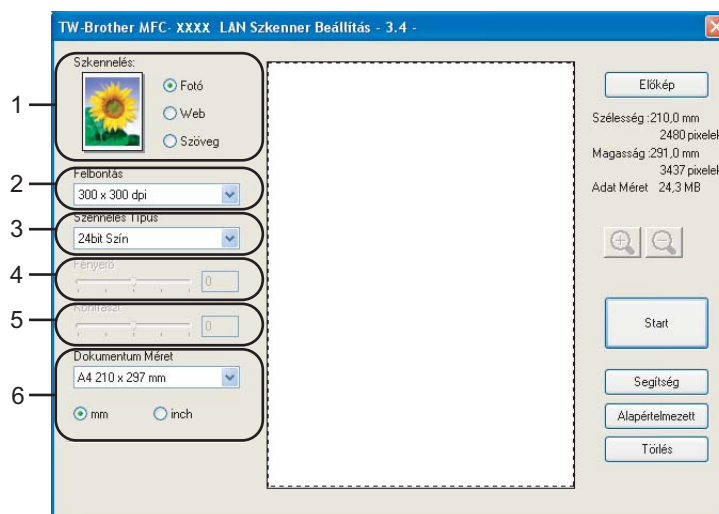 TW-Brother MFC- XXXX LAN Szkenner Beállítás - 3.4 -
1
Szkennelés:
Fotó
Web
Szöveg
2
Felbontás
300 x 300 dpi
3
Szennelés Típus
24bit Szín
4
Fényerő
0
5
Kontraszt
0
6
Dokumentum Méret
A4 210 x 297 mm
mm
inch
Előkép
Szélesség :210,0 mm
2480 pixelek
Magasság :291,0 mm
3437 pixelek
Adat Méret 24,3 MB
Start
Segítség
Alapértelmezett
Törlés